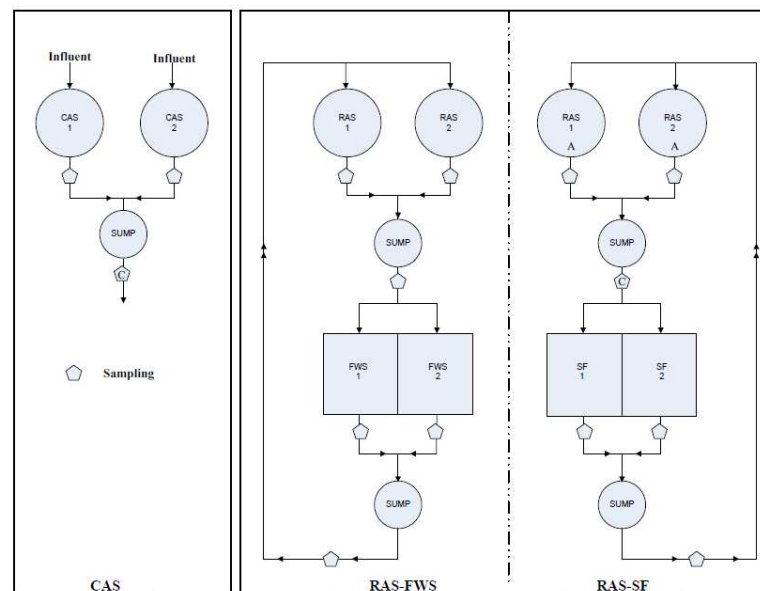 Influent
Influent
CAS
1
CAS
2
SUMP
C
Sampling
CAS
RAS
1
RAS
2
SUMP
FWS
1
FWS
2
SUMP
RAS-FWS
RAS
1
A
RAS
2
A
SUMP
C
SF
1
SF
2
SUMP
RAS-SF